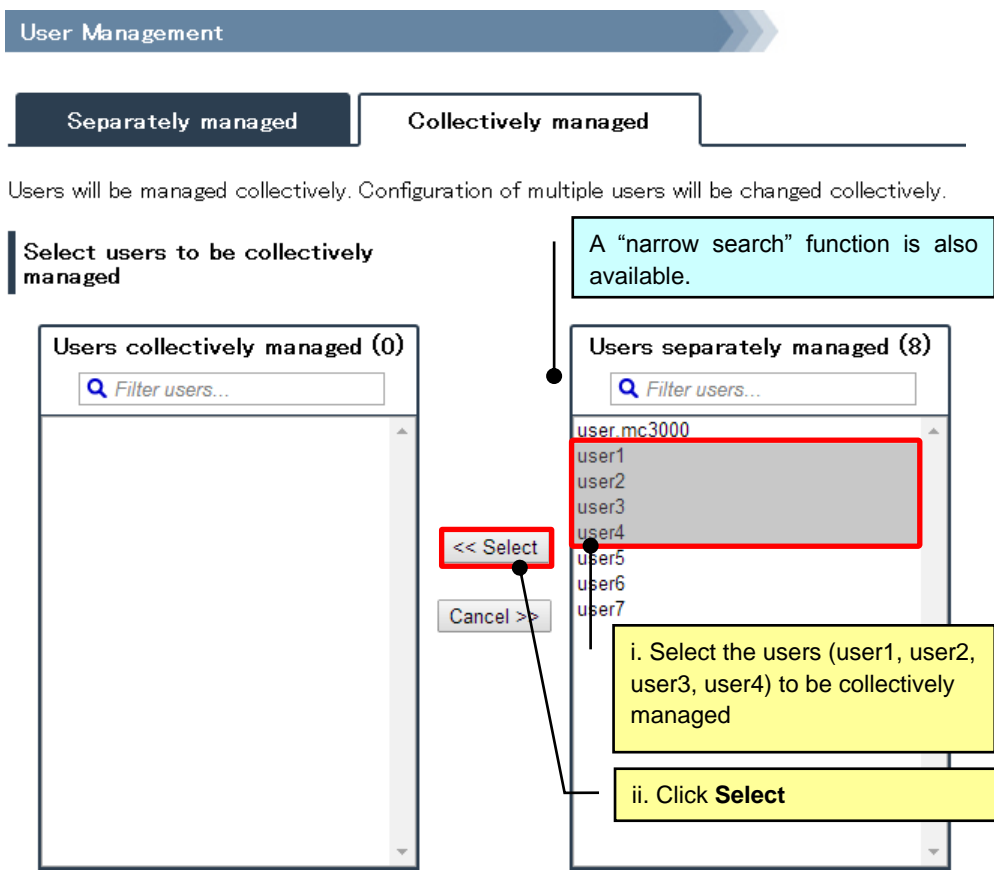 User Management
Separately managed
Collectively managed
Users will be managed collectively. Configuration of multiple users will be changed collectively.
Select users to be collectively
managed
A “narrow search” function is also
available.
Users collectively managed (0)
Filter users...
Users separately managed (8)
Filter users...
user.mc3000
user1
user2
user3
user4
user5
user6
user7
<< Select
Cancel >>
i. Select the users (user1, user2,
user3, user4) to be collectively
managed
ii. Click Select